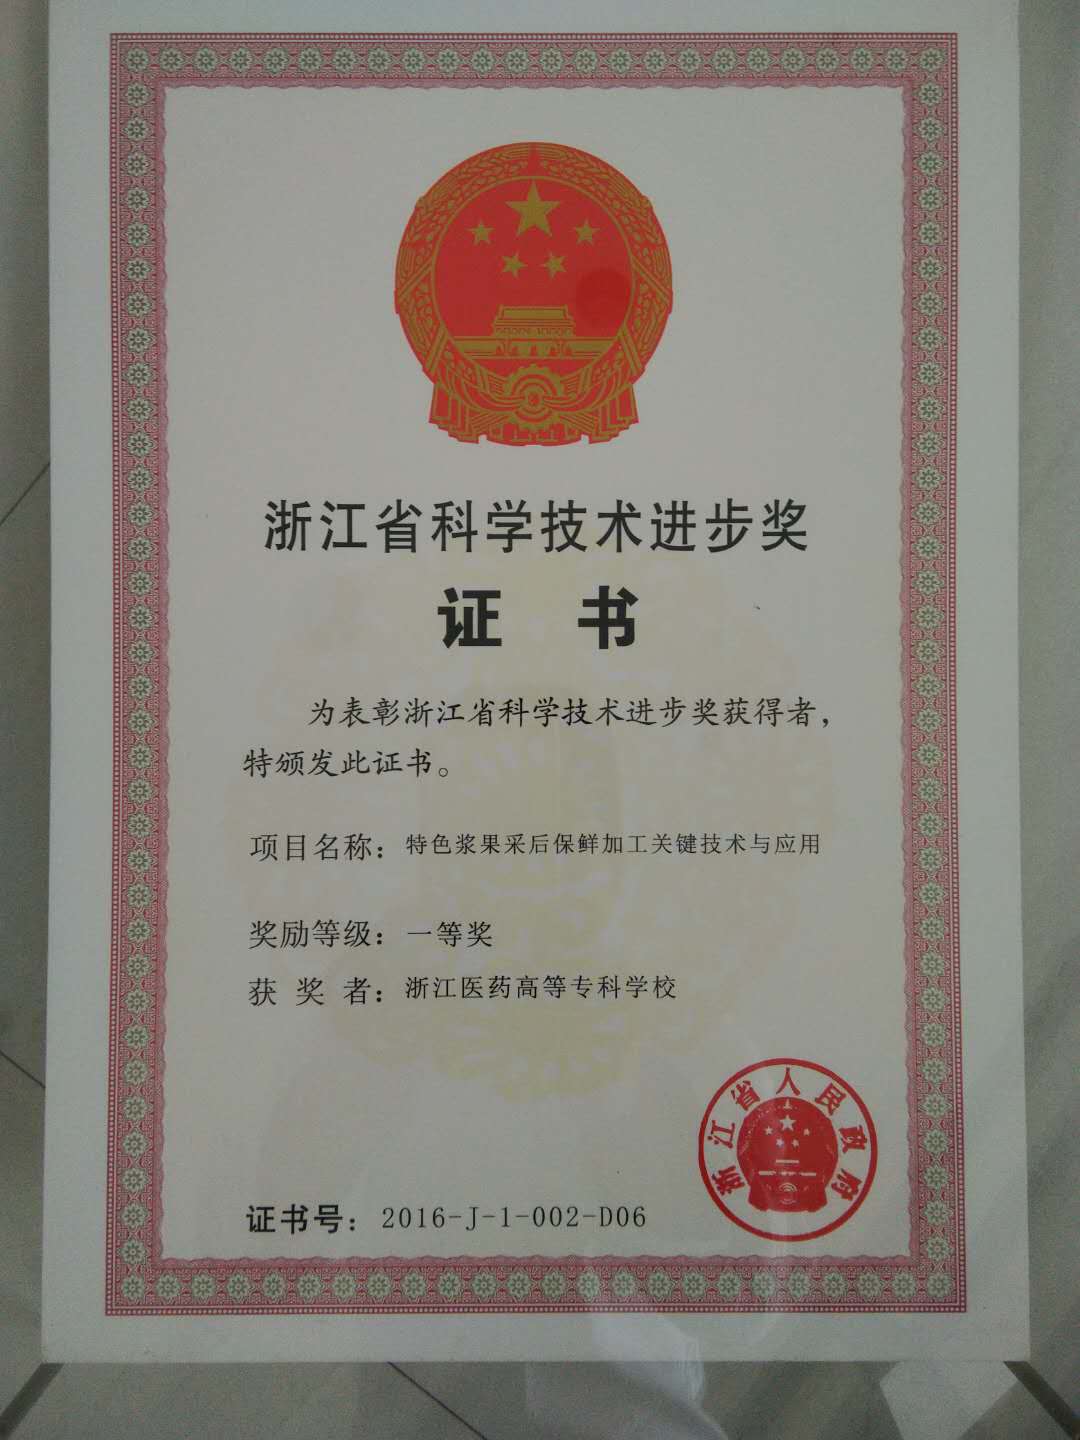 浙江省科学技术进步奖
证 书
为表彰浙江省科学技术进步奖获得者，
特颁发此证书。
项目名称：特色浆果采后保鲜加工关键技术与应用
奖励等级：一等奖
获 奖 者：浙江医药高等专科学校
浙江省人民政府
证书号：2016-J-1-002-D06